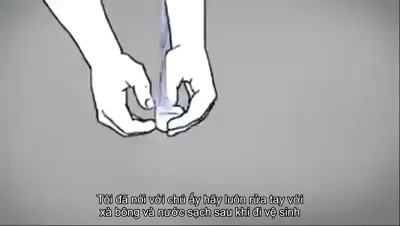 Tôi đã nói với chú ấy hãy luôn rửa tay với
xà bông và nước sạch sau khi đi vệ sinh